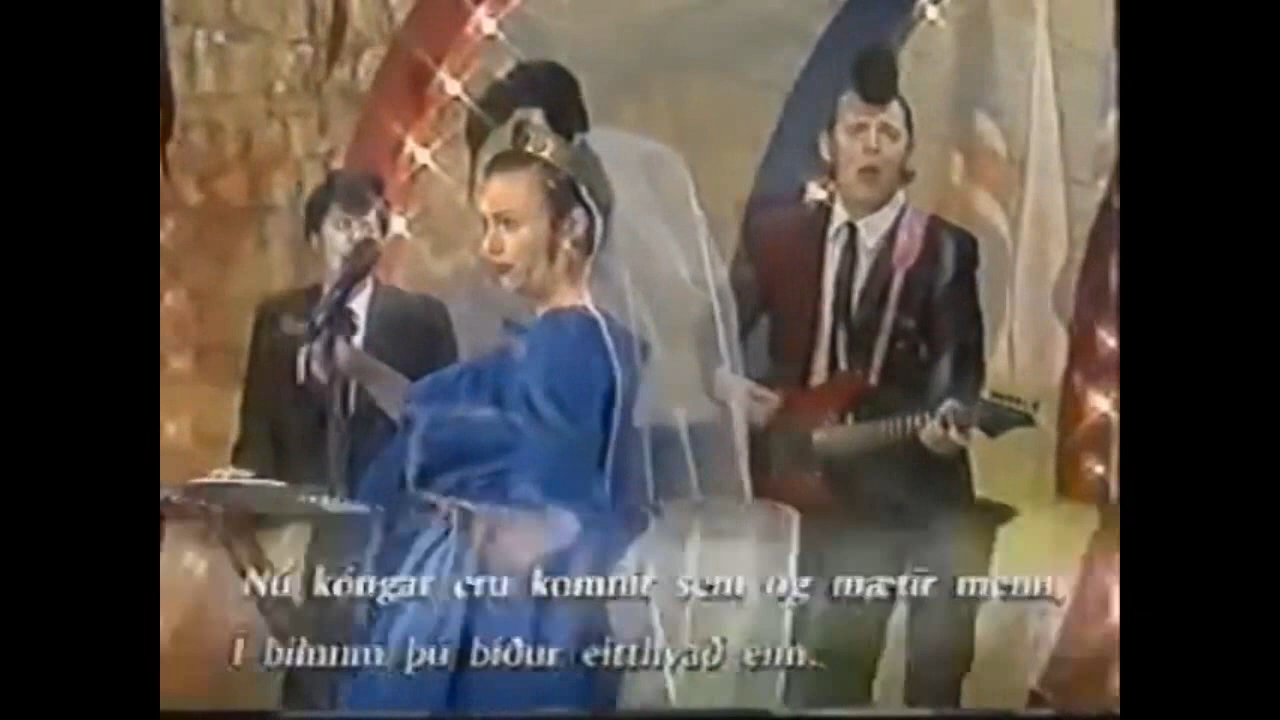 Nú kóngar eru komnir sem og mætir menn,
Í bílnum þú bíður eitthvað enn.